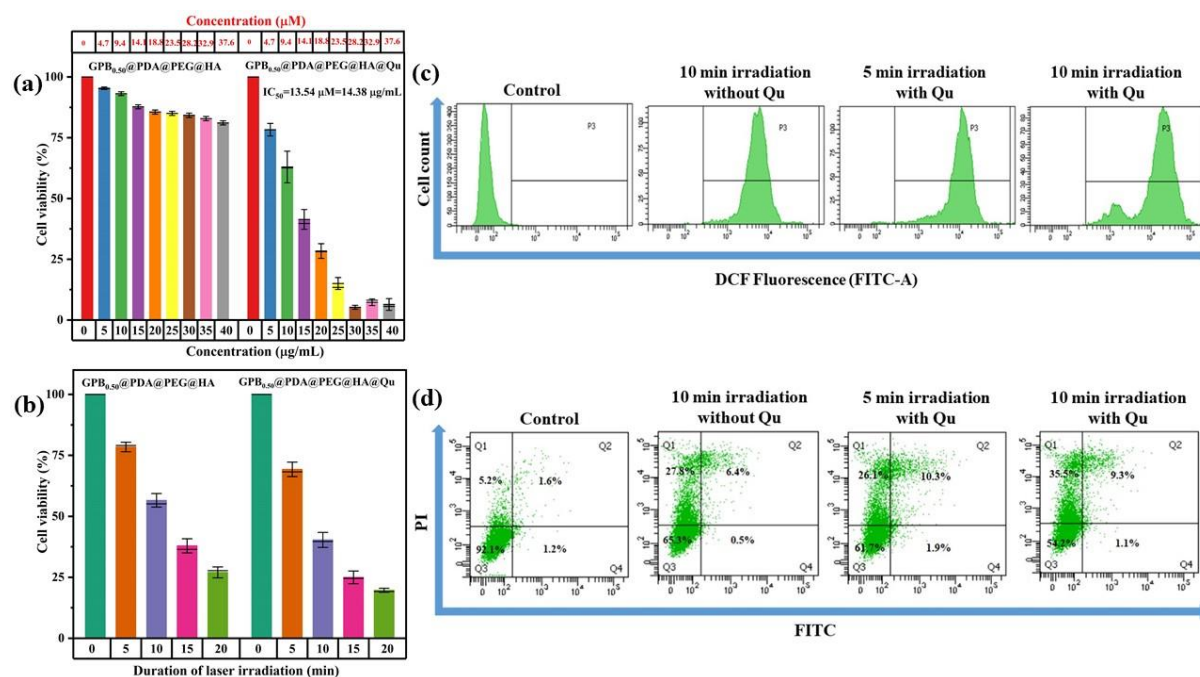 Concentration (µM)
0 4.7 9.4 14.1 18.8 23.5 28.2 32.9 37.6 0 4.7 9.4 14.1 18.8 23.5 28.2 32.9 37.6
(a)
GPB0.50@PDA@PEG@HA GPB0.50@PDA@PEG@HA@Qu
IC50=13.54 µM=14.38 µg/mL
100
75
50
25
0
Cell viability (%)
0 5 10 15 20 25 30 35 40 0 5 10 15 20 25 30 35 40
Concentration (µg/mL)
(b)
GPB0.50@PDA@PEG@HA GPB0.50@PDA@PEG@HA@Qu
100
75
50
25
0
Cell viability (%)
0 5 10 15 20 0 5 10 15 20
Duration of laser irradiation (min)
(c)
Control
10 min irradiation
without Qu
5 min irradiation
with Qu
10 min irradiation
with Qu
Cell count
P3 P3 P3 P3
DCF Fluorescence (FITC-A)
(d)
Control
10 min irradiation
without Qu
5 min irradiation
with Qu
10 min irradiation
with Qu
PI
Q1 Q2
5.2% 1.6%
92.1% 1.2%
Q3 Q4
Q1 Q2
27.8% 6.4%
65.3% 0.5%
Q3 Q4
Q1 Q2
26.1% 10.3%
61.7% 1.9%
Q3 Q4
Q1 Q2
35.5% 9.3%
54.2% 1.1%
Q3 Q4
FITC